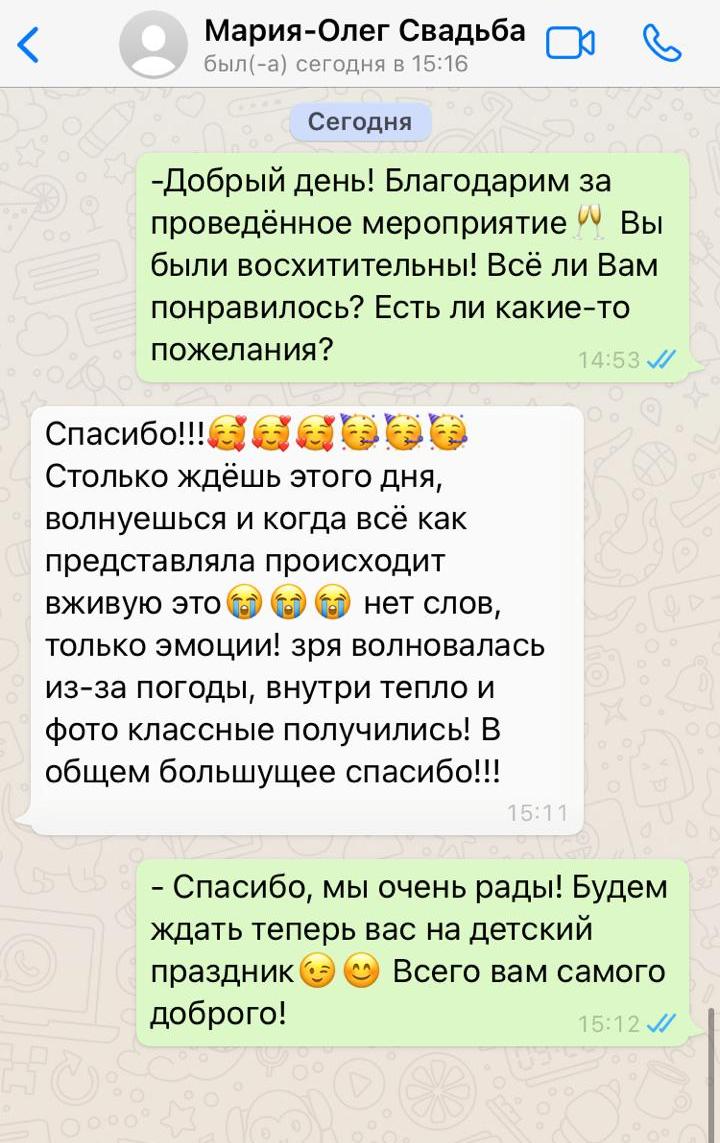 Мария-Олег Свадьба
был(-а) сегодня в 15:16
Сегодня
-Добрый день! Благодарим за
проведённое мероприятие🥂 Вы
были восхитительны! Всё ли Вам
понравилось? Есть ли какие-то
пожелания?
14:53
Спасибо!!!🥰🥰🥰🥳🥳🥳
Столько ждёшь этого дня,
волнуешься и когда всё как
представляла происходит
вживую это😭😭😭 нет слов,
только эмоции! зря волновалась
из-за погоды, внутри тепло и
фото классные получились! В
общем большущее спасибо!!!
15:11
- Спасибо, мы очень рады! Будем
ждать теперь вас на детский
праздник😉😊 Всего вам самого
доброго!
15:12